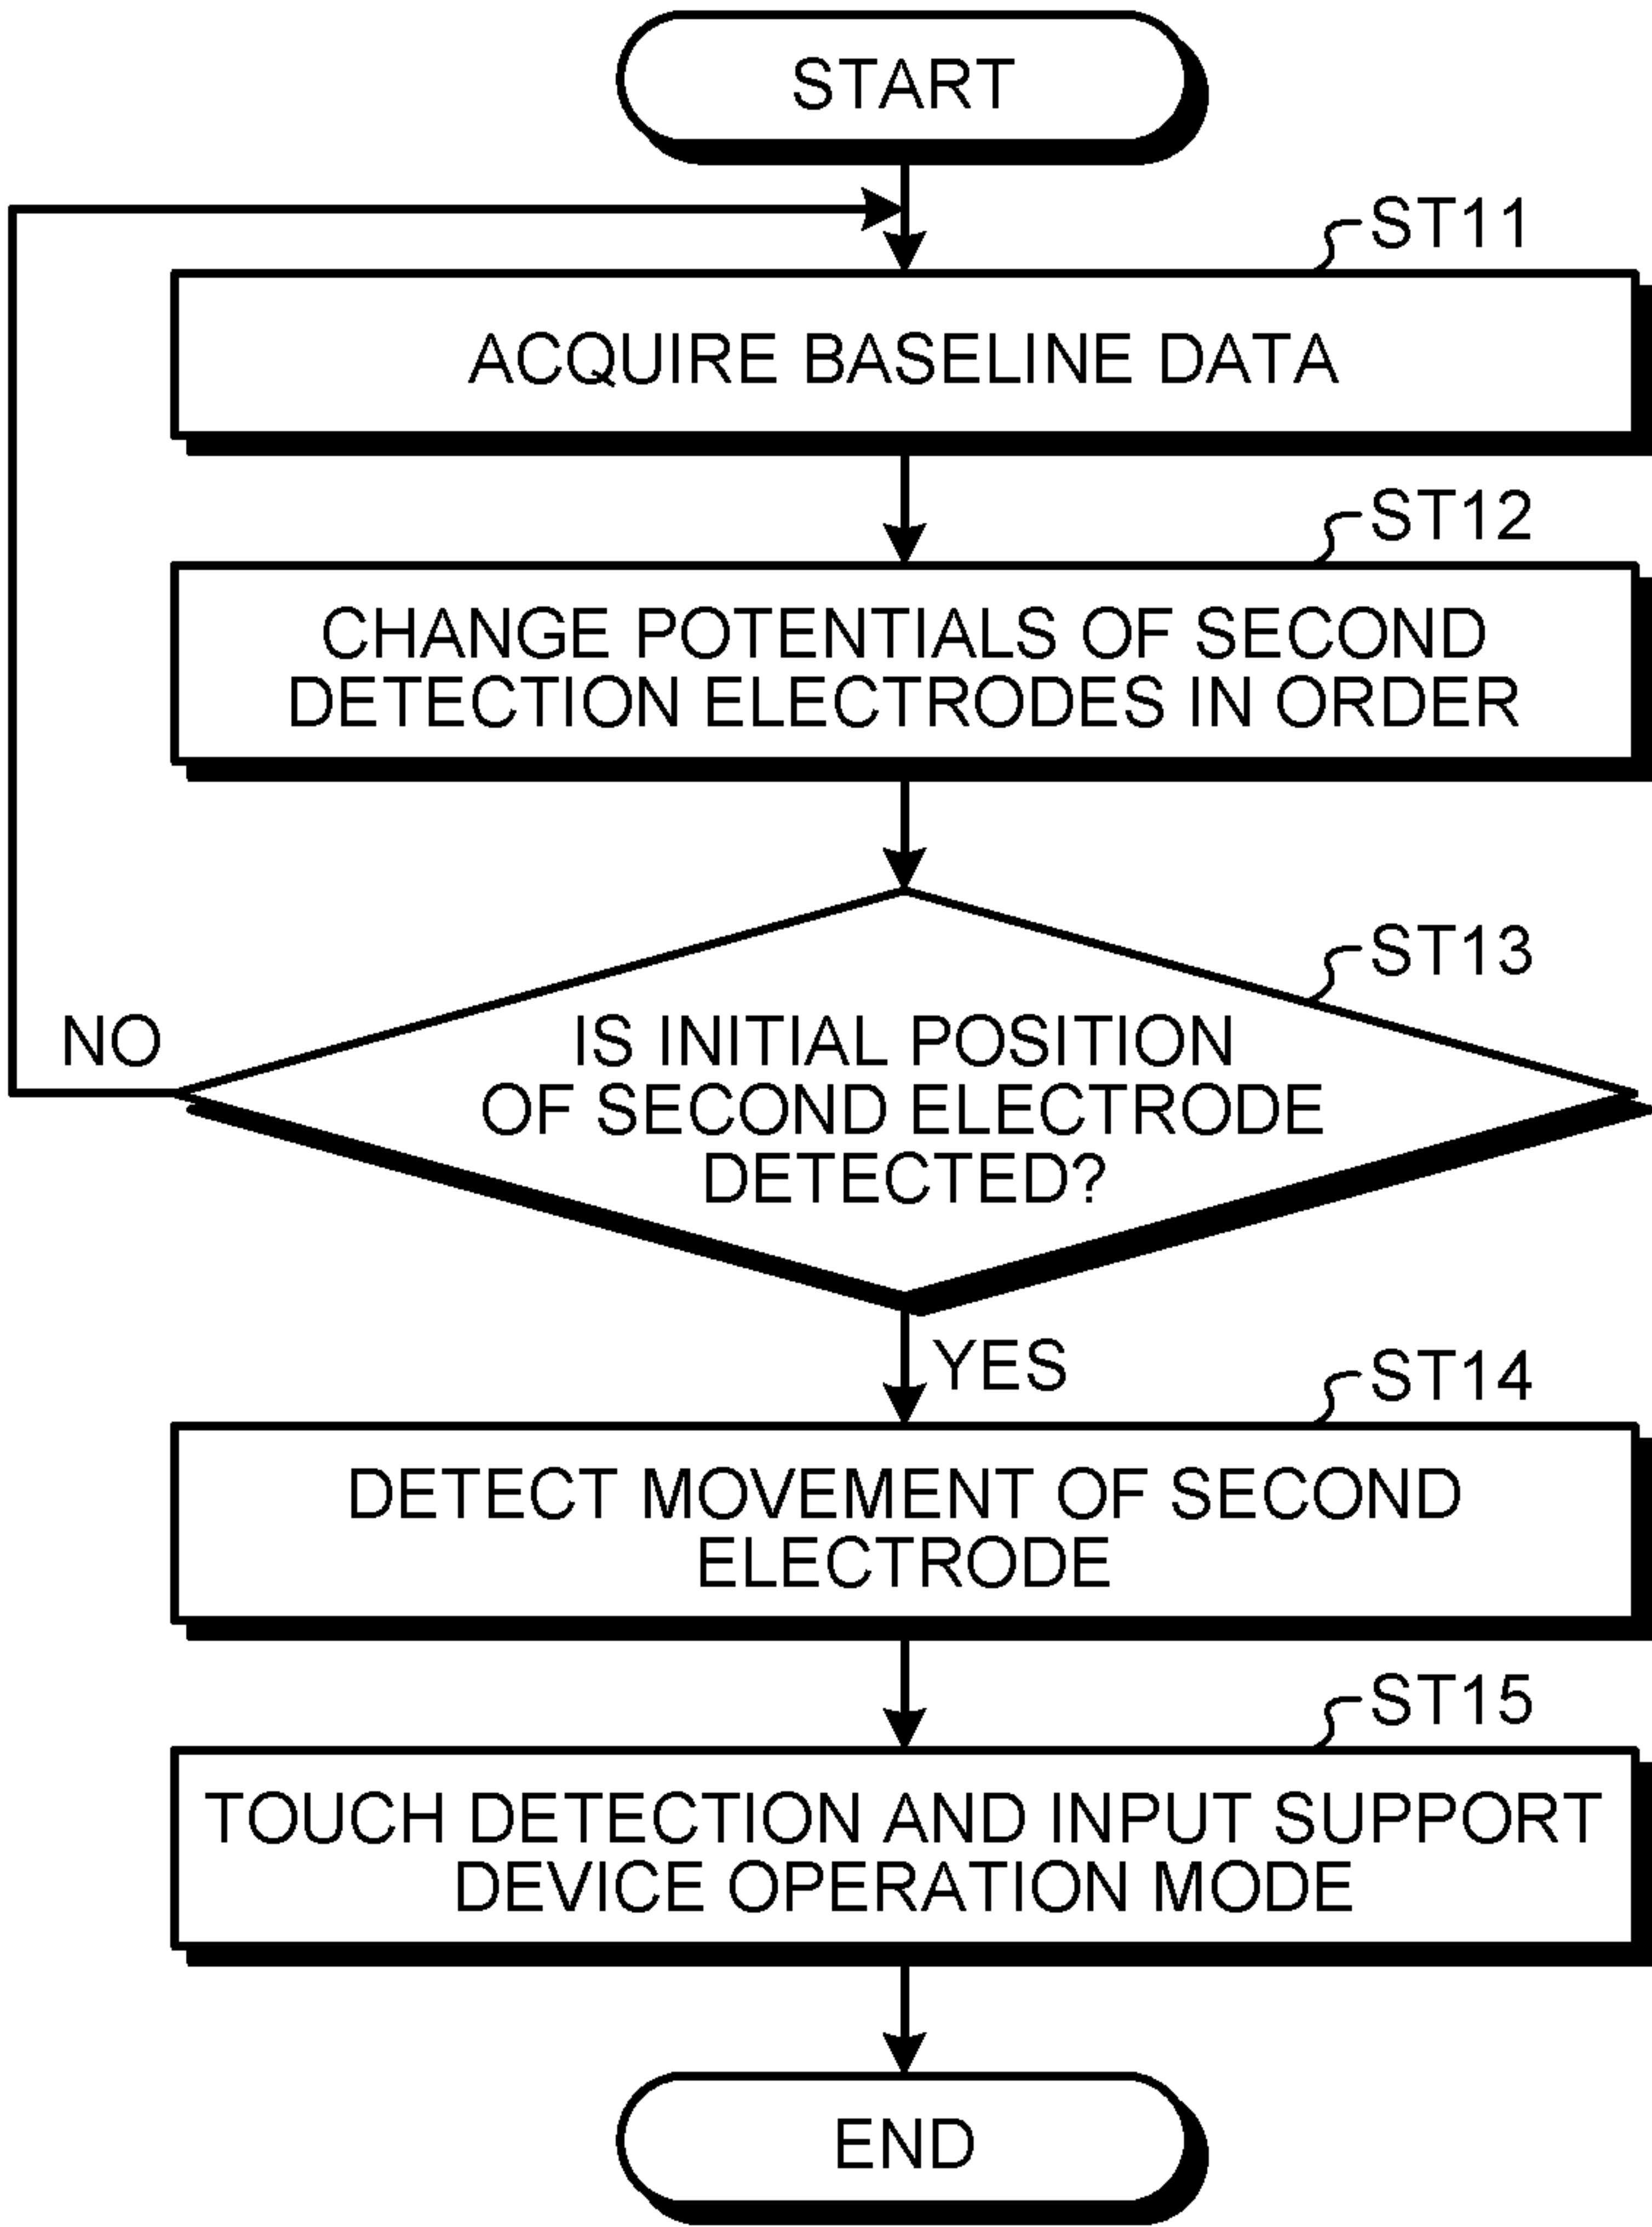 START
ST11
ACQUIRE BASELINE DATA
ST12
CHANGE POTENTIALS OF SECOND
DETECTION ELECTRODES IN ORDER
ST13
NO
IS INITIAL POSITION
OF SECOND ELECTRODE
DETECTED?
YES
ST14
DETECT MOVEMENT OF SECOND
ELECTRODE
ST15
TOUCH DETECTION AND INPUT SUPPORT
DEVICE OPERATION MODE
END